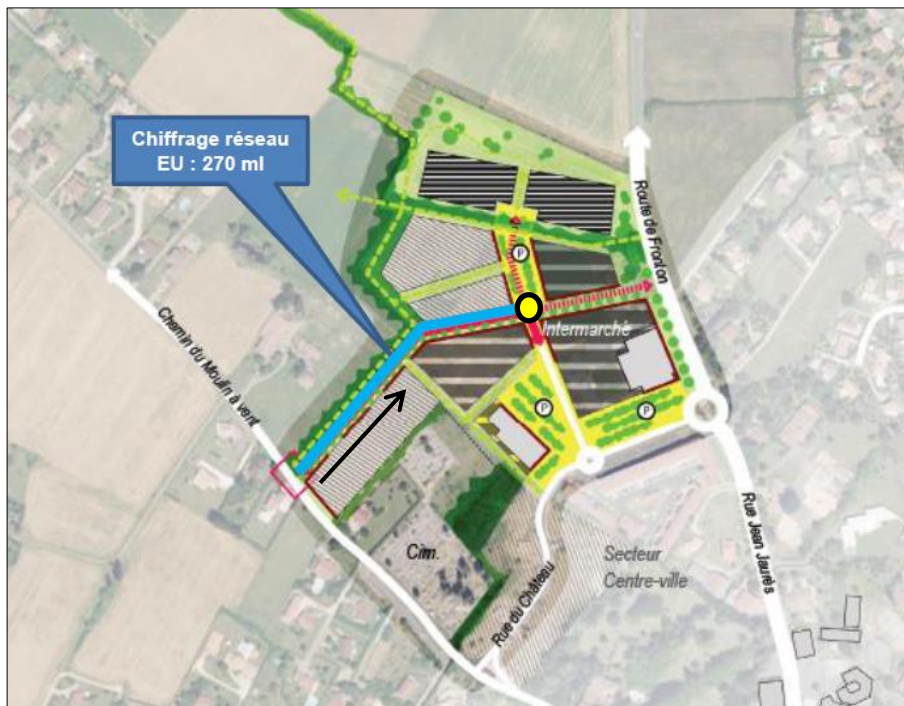 Chiffrage réseau
EU : 270 ml
Route de Fronton
P
Intermarché
Chemin du Moulin à vent
P
P
Cim.
Rue du Château
Secteur
Centre-ville
Rue Jean Jaurès